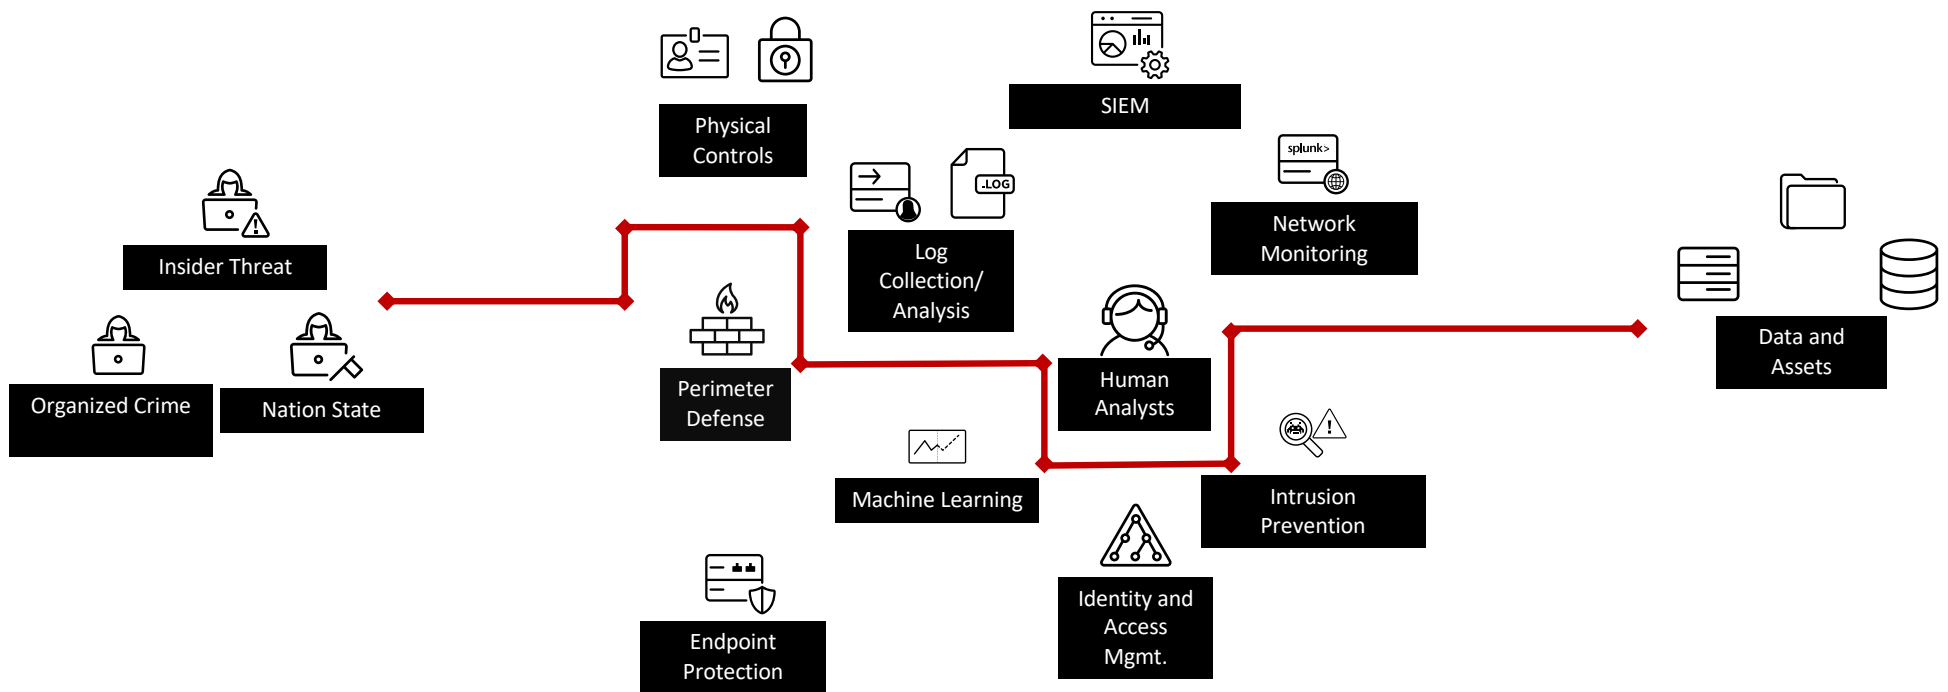 SIEM
Physical
Controls
splunk>
.LOG
Network
Monitoring
Insider Threat
Log
Collection/
Analysis
Data and
Assets
Perimeter
Defense
Human
Analysts
Organized Crime
Nation State
Machine Learning
Intrusion
Prevention
Identity and
Access
Mgmt.
Endpoint
Protection